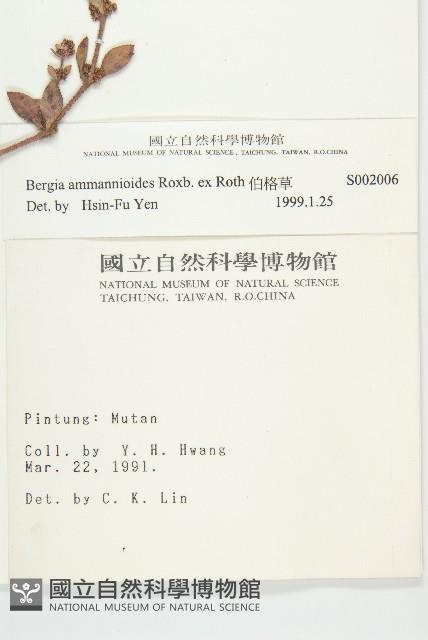 國立自然科學博物館
NATIONAL MUSEUM OF NATURAL SCIENCE, TAICHUNG, TAIWAN, R.O.CHINA
Bergia ammannioides Roxb. ex Roth 伯格草 S002006
Det. by Hsin-Fu Yen 1999.1.25
國立自然科學博物館
NATIONAL MUSEUM OF NATURAL SCIENCE
TAICHUNG, TAIWAN, R.O.CHINA
Pintung: Mutan
Coll. by Y. H. Hwang
Mar. 22, 1991.
Det. by C. K. Lin
國立自然科學博物館
NATIONAL MUSEUM OF NATURAL SCIENCE